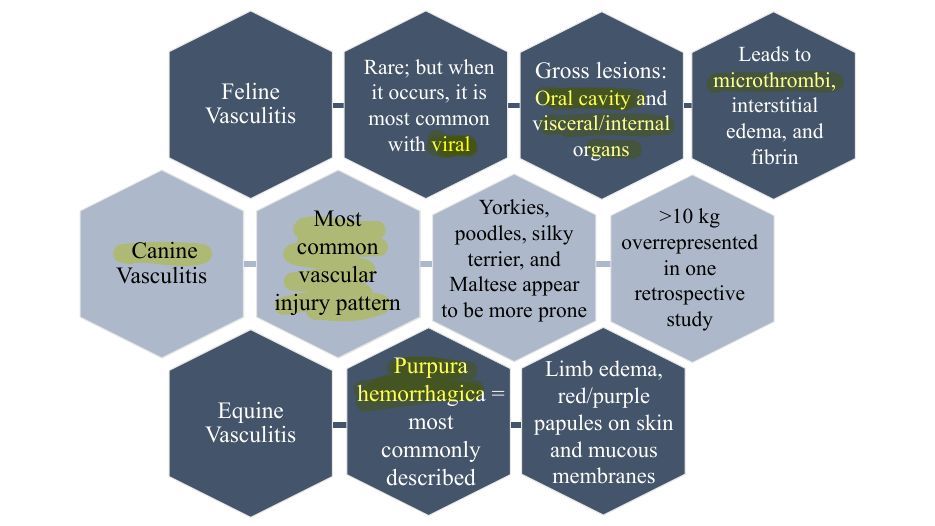 Feline
Vasculitis
Rare; but when
it occurs, it is
most common
with viral
Gross lesions:
Oral cavity and
visceral/internal
organs
Leads to
microthrombi,
interstitial
edema, and
fibrin
Canine
Vasculitis
Most
common
vascular
injury pattern
Yorkies,
poodles, silky
terrier, and
Maltese appear
to be more prone
>10 kg
overrepresented
in one
retrospective
study
Equine
Vasculitis
Purpura
hemorrhagica =
most
commonly
described
Limb edema,
red/purple
papules on skin
and mucous
membranes